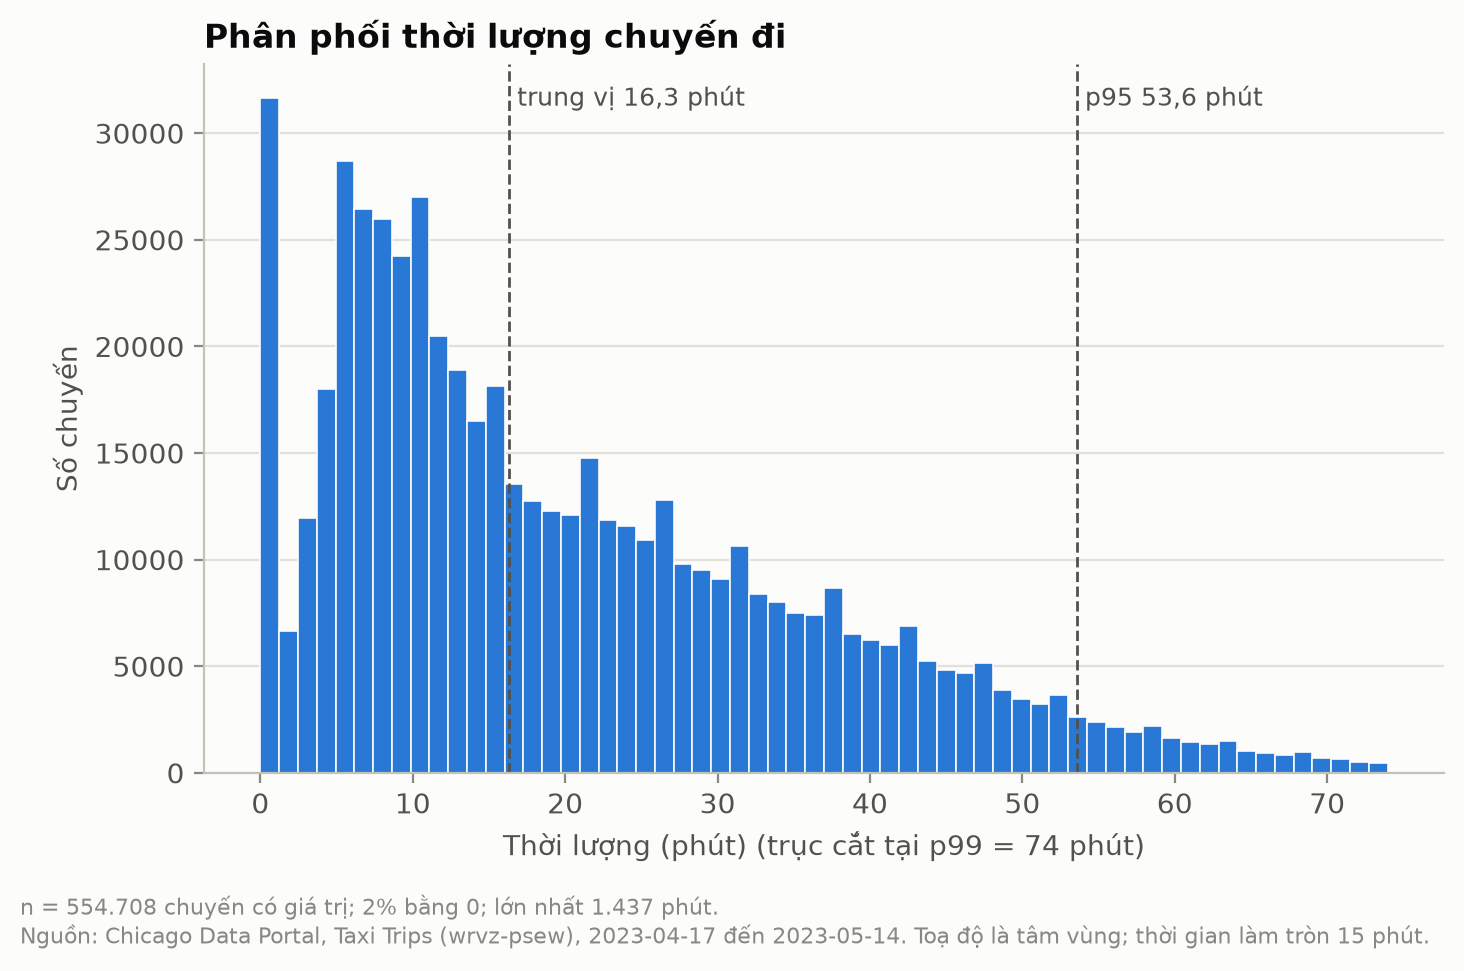 Phân phối thời lượng chuyến đi
trung vị 16,3 phút
p95 53,6 phút
Số chuyến
30000
25000
20000
15000
10000
5000
0
0 10 20 30 40 50 60 70
Thời lượng (phút) (trục cắt tại p99 = 74 phút)
n = 554.708 chuyến có giá trị; 2% bằng 0; lớn nhất 1.437 phút.
Nguồn: Chicago Data Portal, Taxi Trips (wrvz-psew), 2023-04-17 đến 2023-05-14. Toạ độ là tâm vùng; thời gian làm tròn 15 phút.